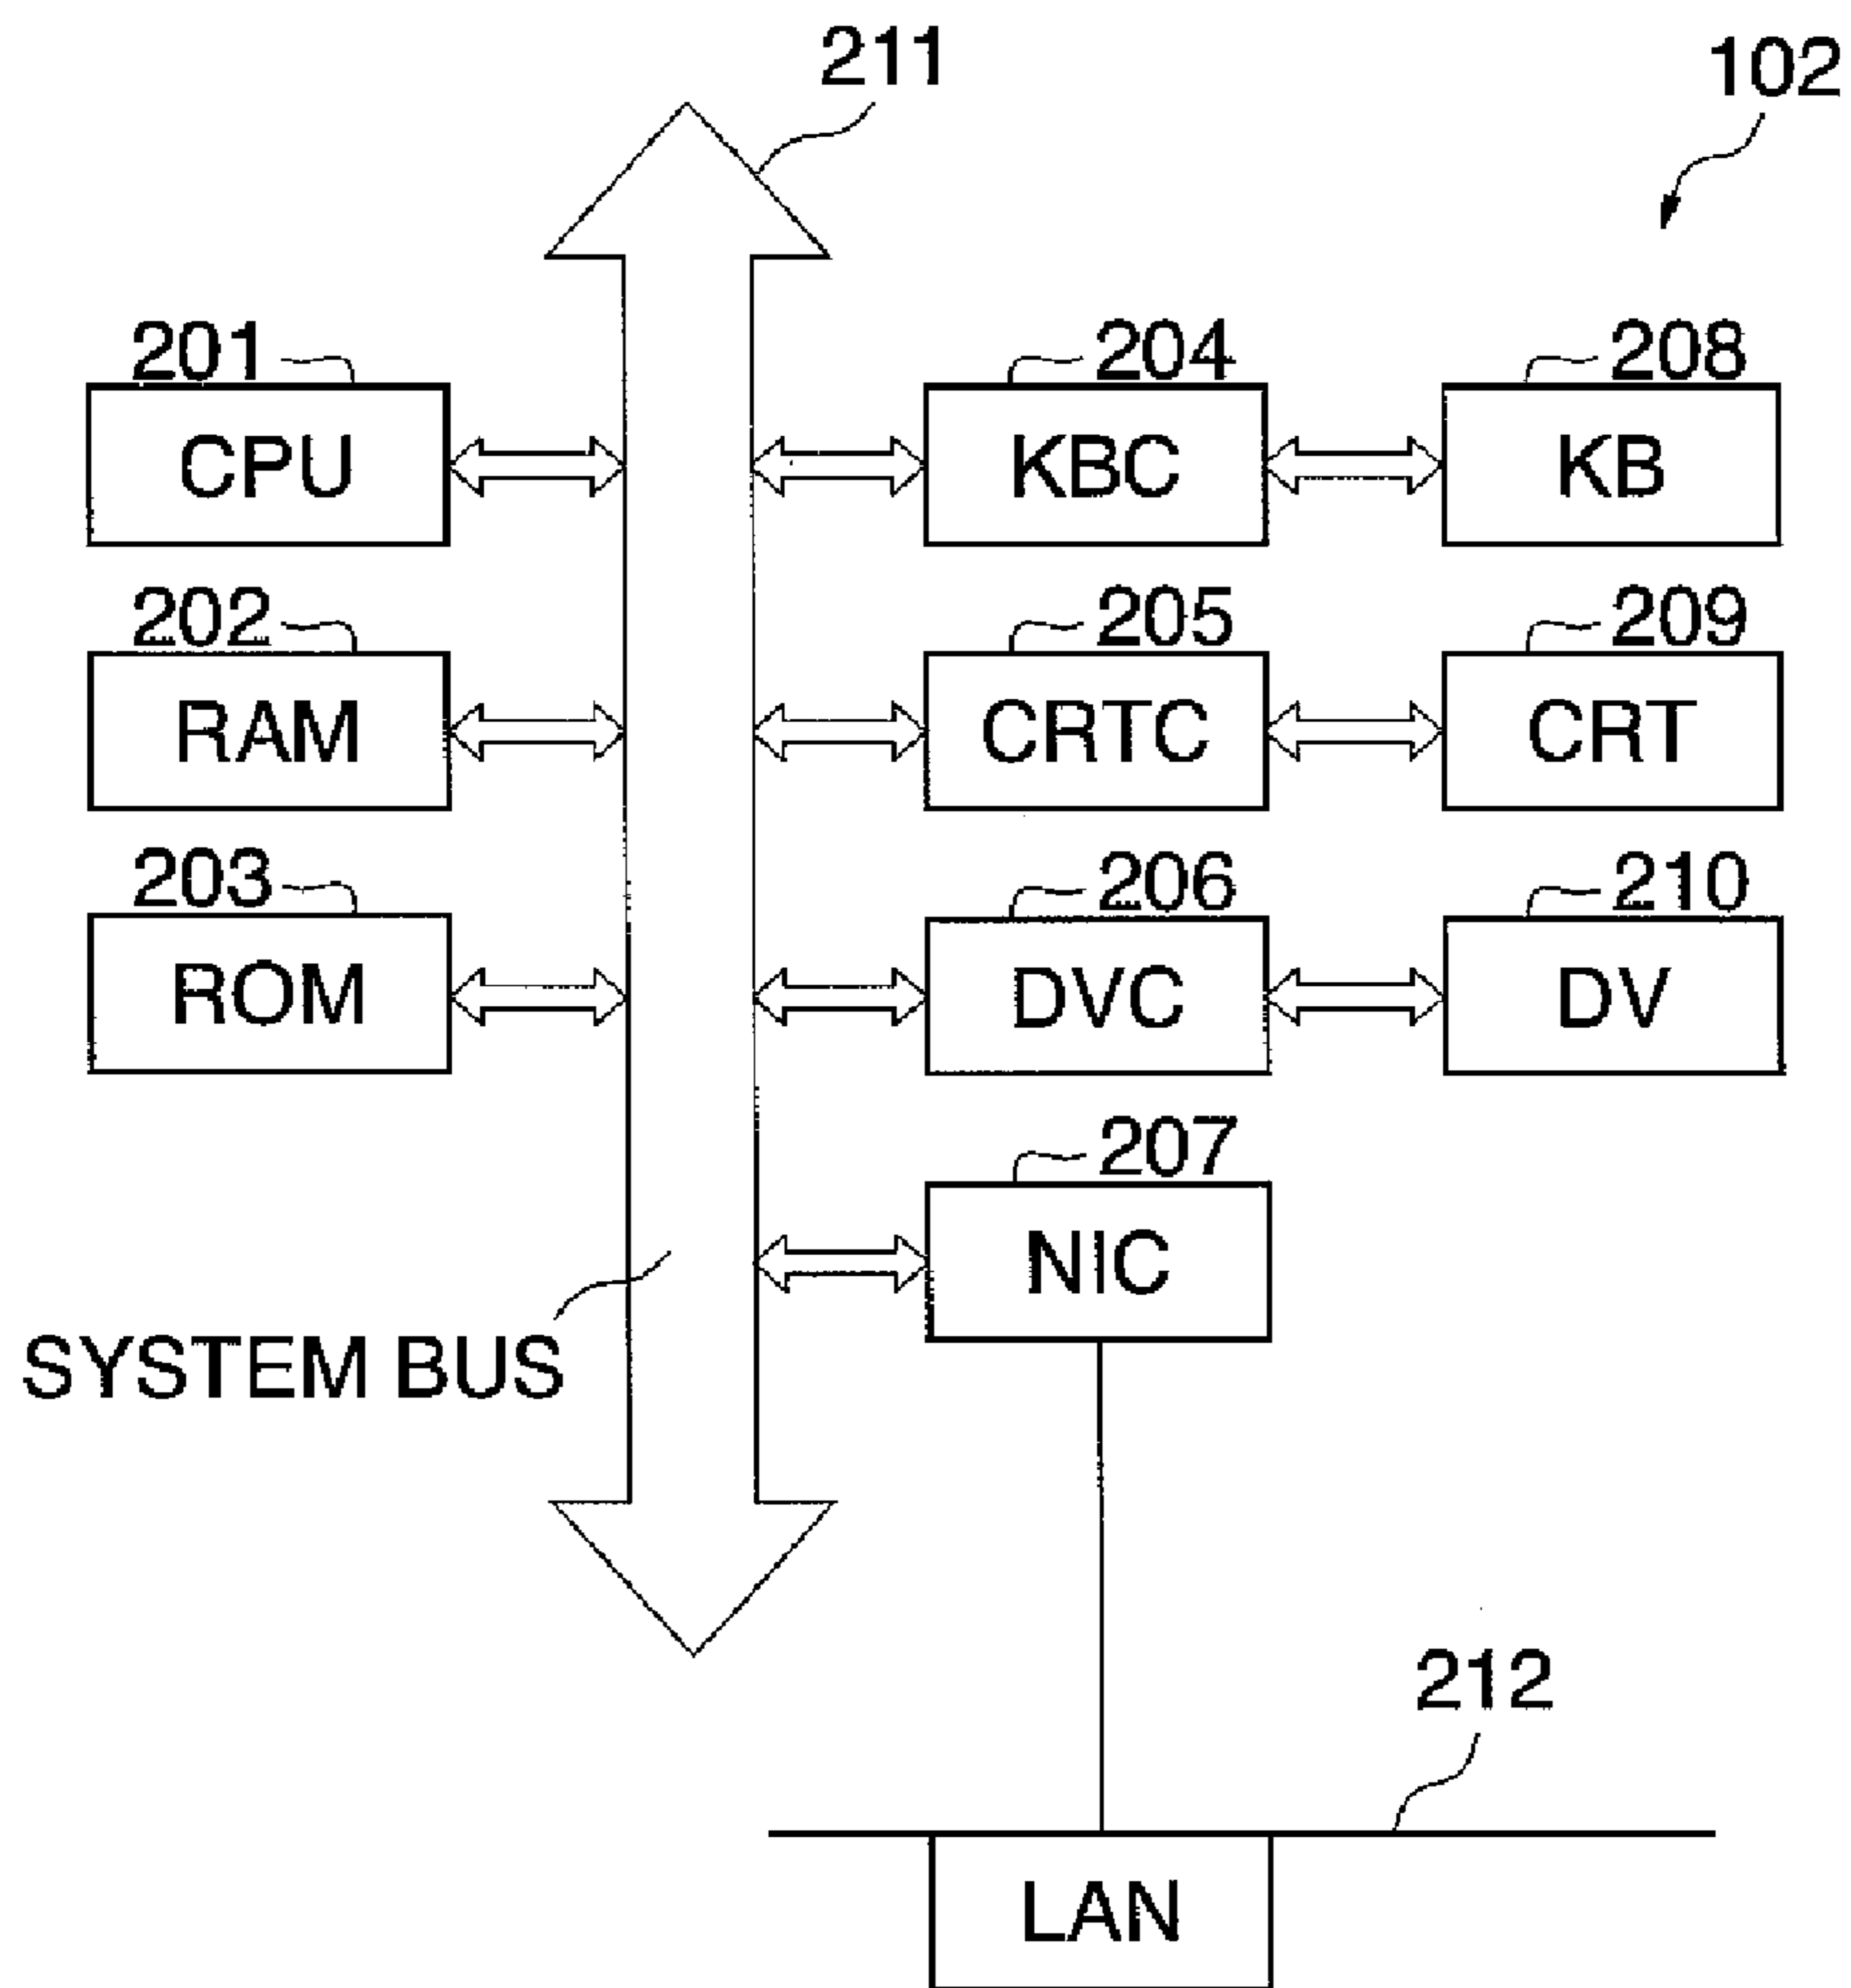 211
102
201
204
208
CPU
KBC
KB
202
205
209
RAM
CRTC
CRT
203
206
210
ROM
DVC
DV
207
NIC
SYSTEM BUS
212
LAN